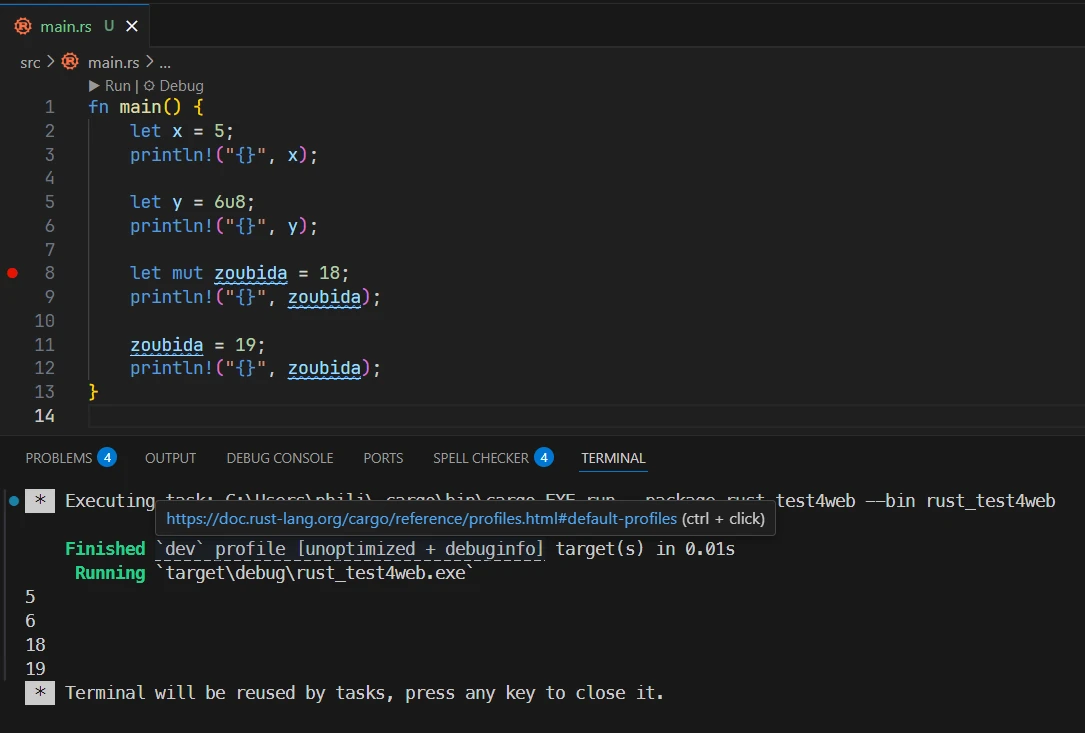 main.rs U
src > main.rs > ...
Run | Debug
1 fn main() {
2 let x = 5;
3 println!("{}", x);
4
5 let y = 6u8;
6 println!("{}", y);
7
8 let mut zoubida = 18;
9 println!("{}", zoubida);
10
11 zoubida = 19;
12 println!("{}", zoubida);
13 }
14
PROBLEMS 4 OUTPUT DEBUG CONSOLE PORTS SPELL CHECKER 4 TERMINAL
* Executing task: C:\Users\phili\.cargo\bin\cargo.EXE run --package rust_test4web --bin rust_test4web
https://doc.rust-lang.org/cargo/reference/profiles.html#default-profiles (ctrl + click)
Finished `dev` profile [unoptimized + debuginfo] target(s) in 0.01s
Running `target\debug\rust_test4web.exe`
5
6
18
19
* Terminal will be reused by tasks, press any key to close it.